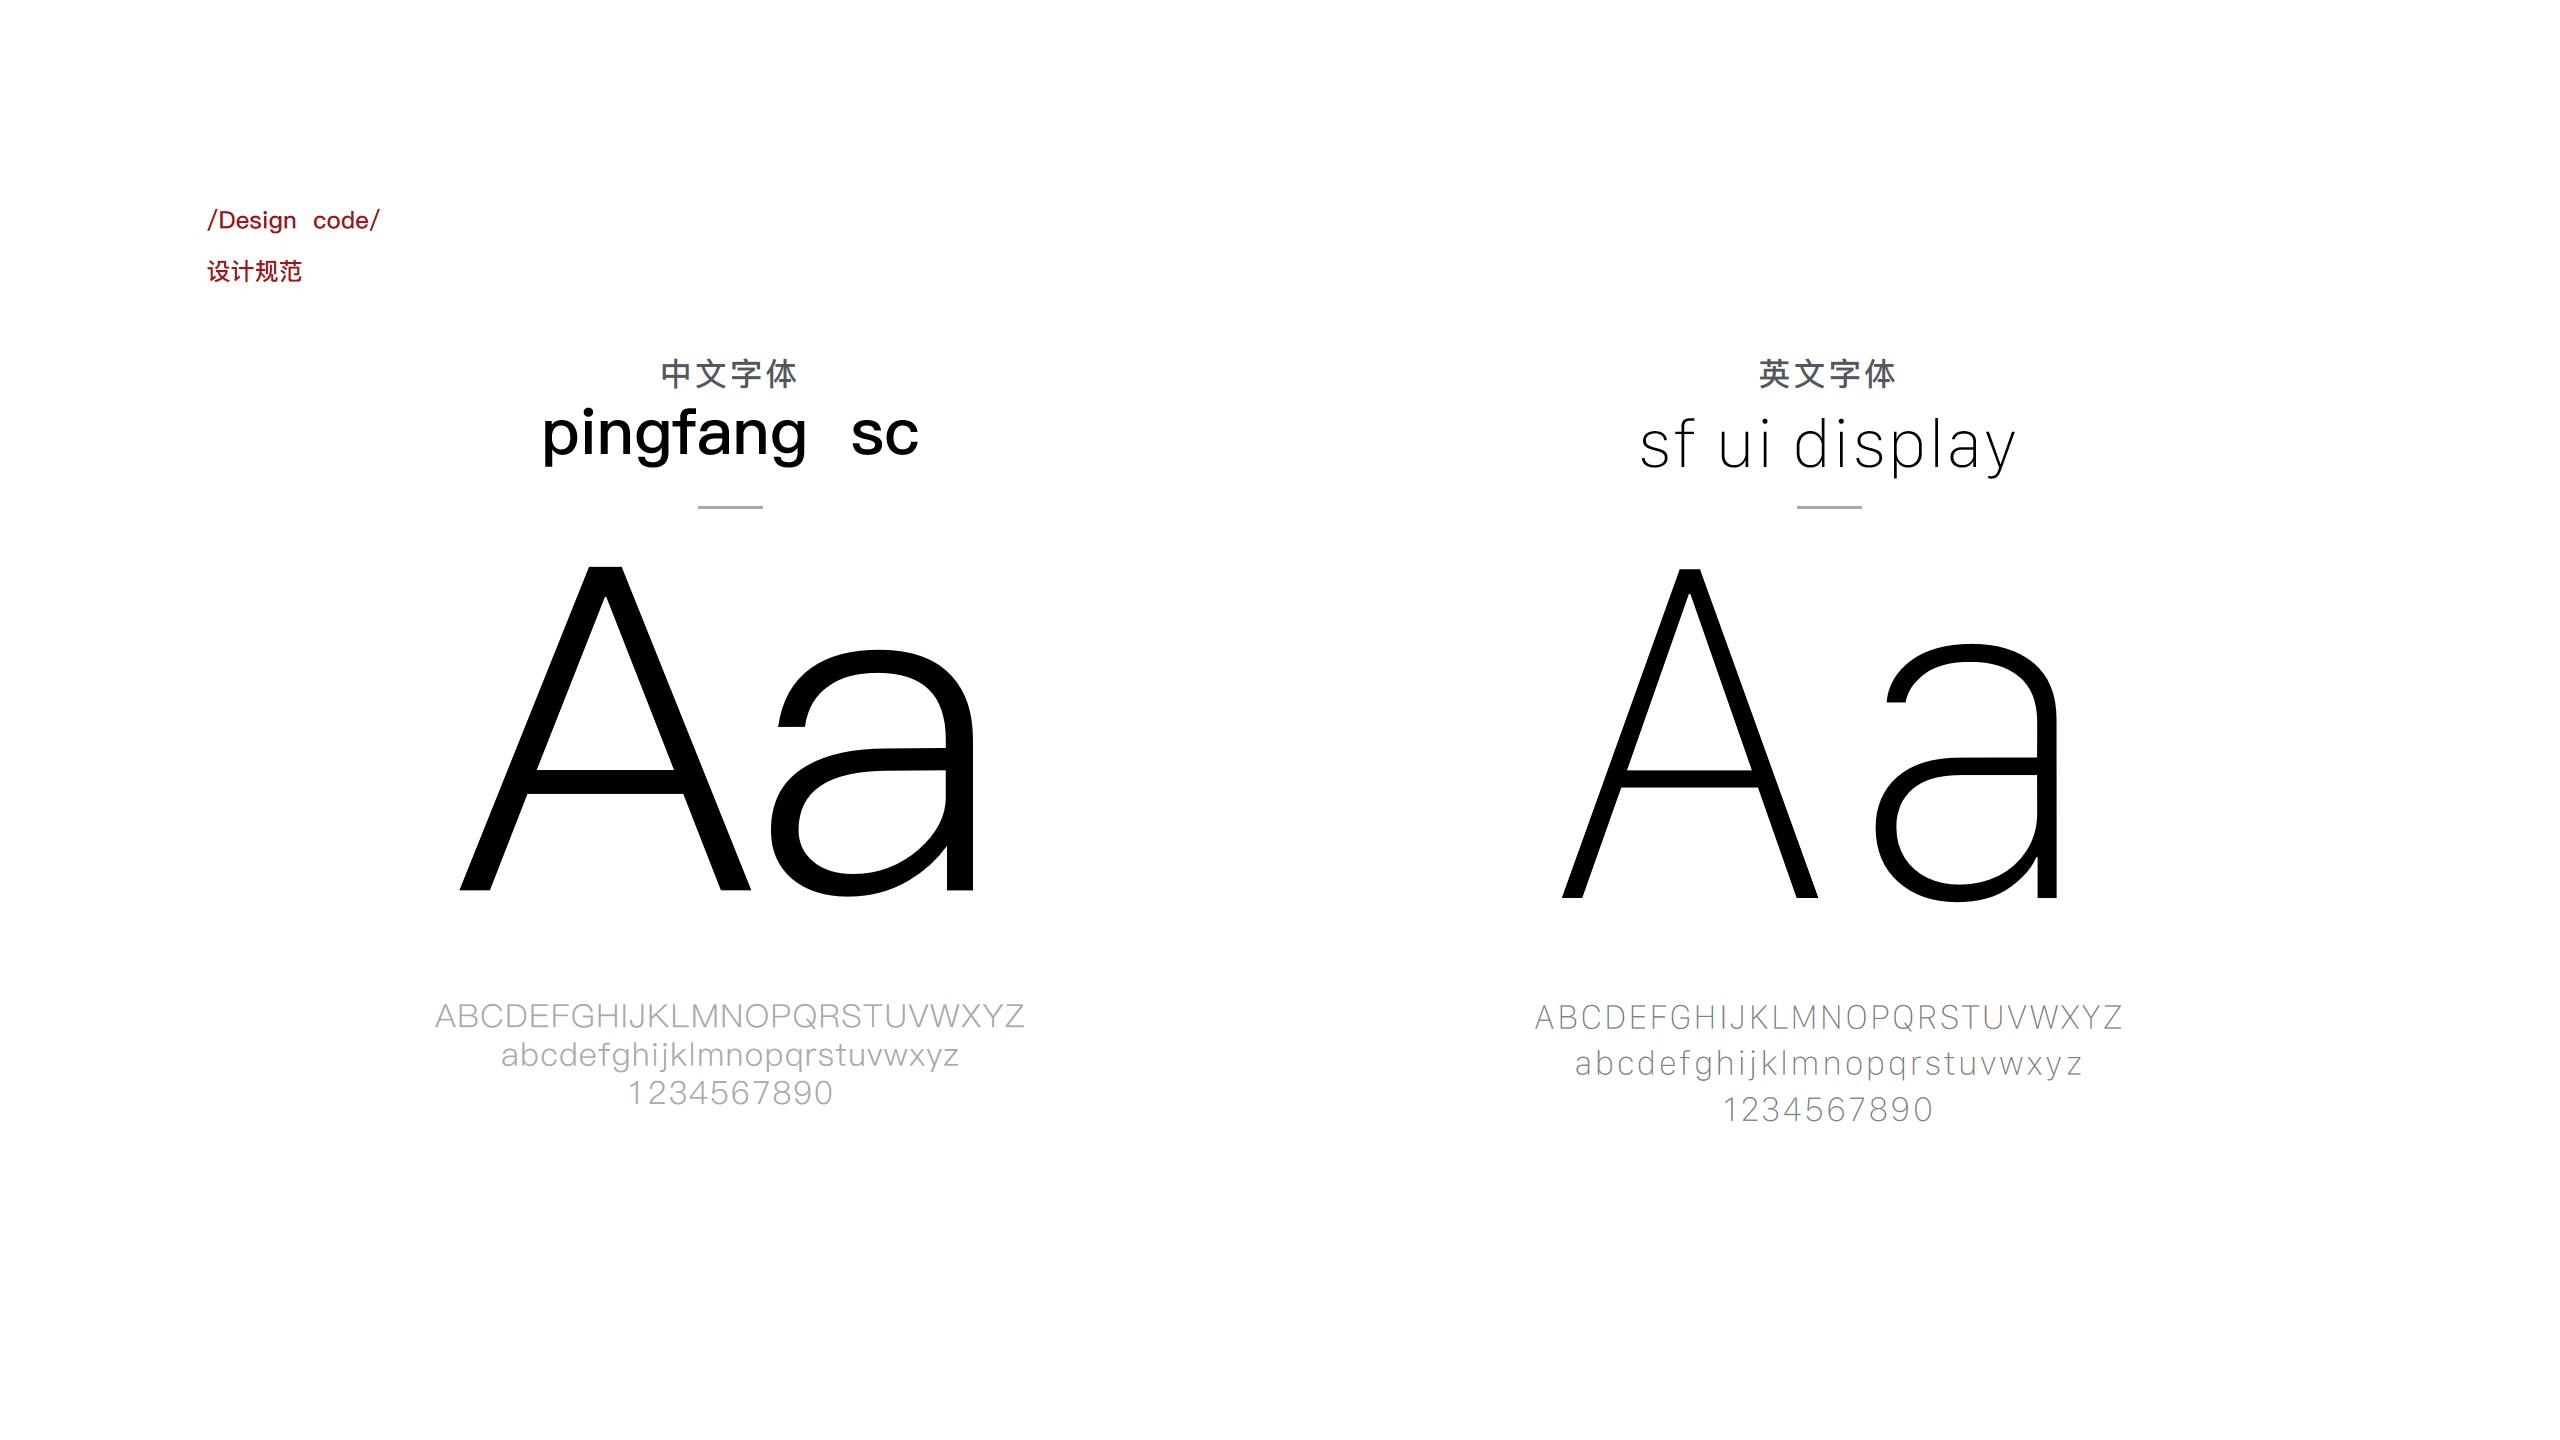 /Design code/
设计规范
中文字体
pingfang sc
Aa
ABCDEFGHIJKLMNOPQRSTUVWXYZ
abcdefghijklmnopqrstuvwxyz
1234567890
英文字体
sf ui display
Aa
ABCDEFGHIJKLMNOPQRSTUVWXYZ
abcdefghijklmnopqrstuvwxyz
1234567890